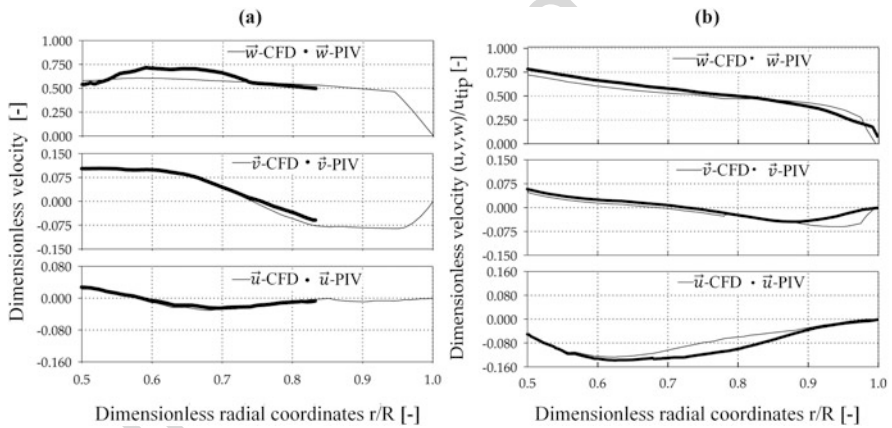 (a)
Dimensionless velocity [-]
1.000
0.750
0.500
0.250
0.000
w⃗-CFD • w⃗-PIV
0.150
0.075
0.000
-0.075
-0.150
v⃗-CFD • v⃗-PIV
0.080
0.000
-0.080
-0.160
u⃗-CFD • u⃗-PIV
0.5 0.6 0.7 0.8 0.9 1.0
Dimensionless radial coordinates r/R [-]
(b)
Dimensionless velocity (u,v,w)/utip [-]
1.000
0.750
0.500
0.250
0.000
w⃗-CFD • w⃗-PIV
0.150
0.075
0.000
-0.075
-0.150
v⃗-CFD • v⃗-PIV
0.160
0.080
0.000
-0.080
-0.160
u⃗-CFD • u⃗-PIV
0.5 0.6 0.7 0.8 0.9 1.0
Dimensionless radial coordinates r/R [-]